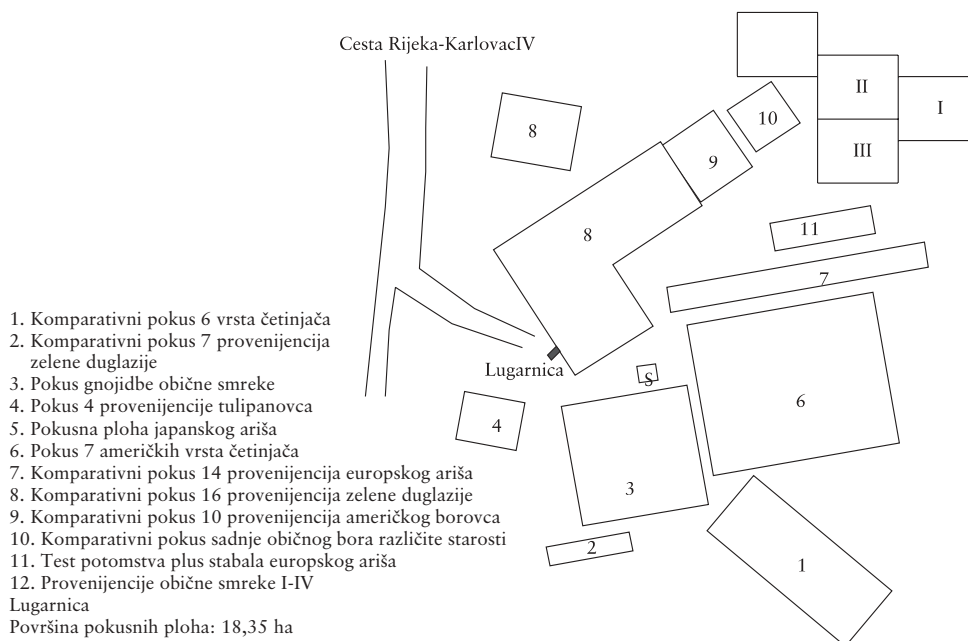 Cesta Rijeka-KarlovacIV
II
I
10
8
9
III
11
8
7
Lugarnica
S
6
4
3
2
1
1. Komparativni pokus 6 vrsta četinjača
2. Komparativni pokus 7 provenijencija
zelene duglazije
3. Pokus gnojidbe obične smreke
4. Pokus 4 provenijencije tulipanovca
5. Pokusna ploha japanskog ariša
6. Pokus 7 američkih vrsta četinjača
7. Komparativni pokus 14 provenijencija europskog ariša
8. Komparativni pokus 16 provenijencija zelene duglazije
9. Komparativni pokus 10 provenijencija američkog borovca
10. Komparativni pokus sadnje običnog bora različite starosti
11. Test potomstva plus stabala europskog ariša
12. Provenijencije obične smreke I-IV
Lugarnica
Površina pokusnih ploha: 18,35 ha